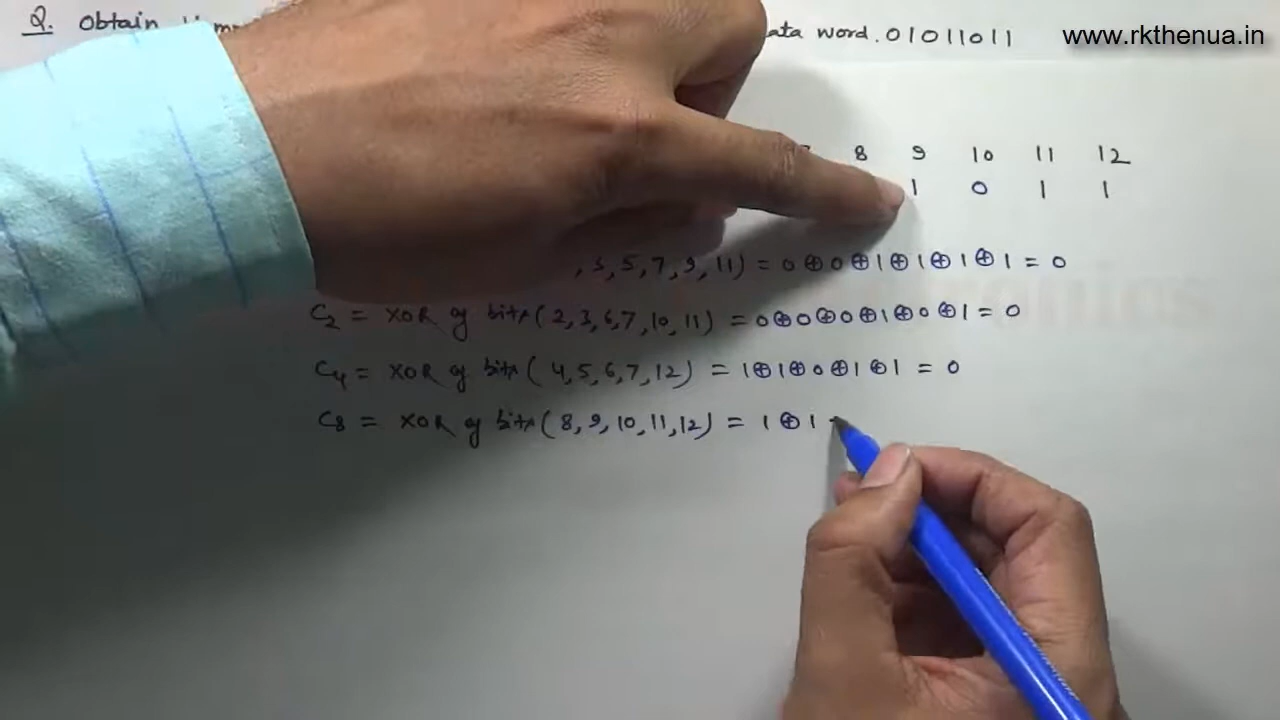 Q. Obtain data word. 01011011 www.rkthenua.in
8 9 10 11 12
1 0 1 1
, 3, 5, 7, 9, 11) = 0 ⊕ 0 ⊕ 1 ⊕ 1 ⊕ 1 ⊕ 1 = 0
C2 = XOR of bits (2, 3, 6, 7, 10, 11) = 0 ⊕ 0 ⊕ 0 ⊕ 1 ⊕ 0 ⊕ 1 = 0
C4 = XOR of bits ( 4, 5, 6, 7, 12) = 1 ⊕ 1 ⊕ 0 ⊕ 1 ⊕ 1 = 0
C8 = XOR of bits ( 8, 9, 10, 11, 12) = 1 ⊕ 1